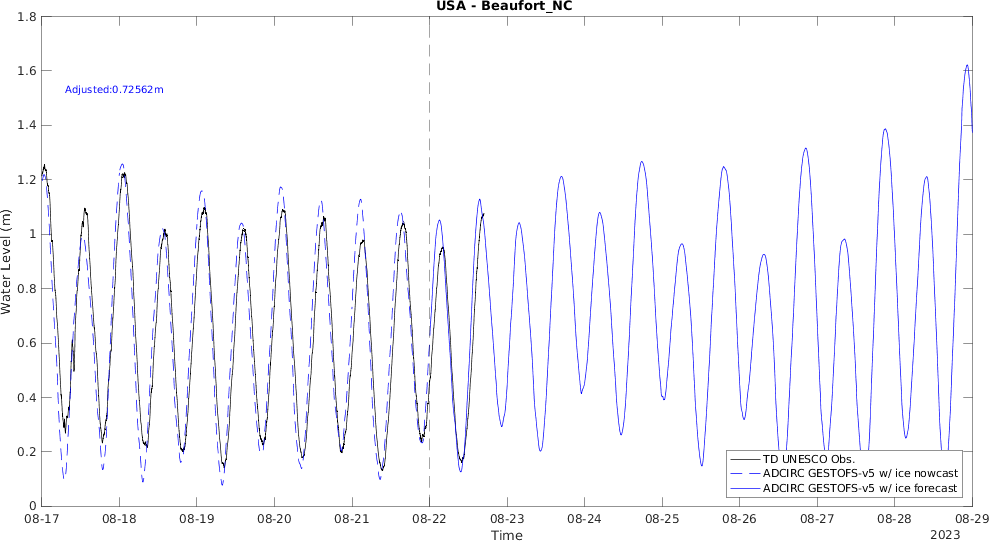 USA - Beaufort_NC
1.8
1.6
1.4
1.2
1
0.8
0.6
0.4
0.2
0
Water Level (m)
Adjusted:0.72562m
TD UNESCO Obs.
ADCIRC GESTOFS-v5 w/ ice nowcast
ADCIRC GESTOFS-v5 w/ ice forecast
08-17 08-18 08-19 08-20 08-21 08-22 08-23 08-24 08-25 08-26 08-27 08-28 08-29
Time
2023